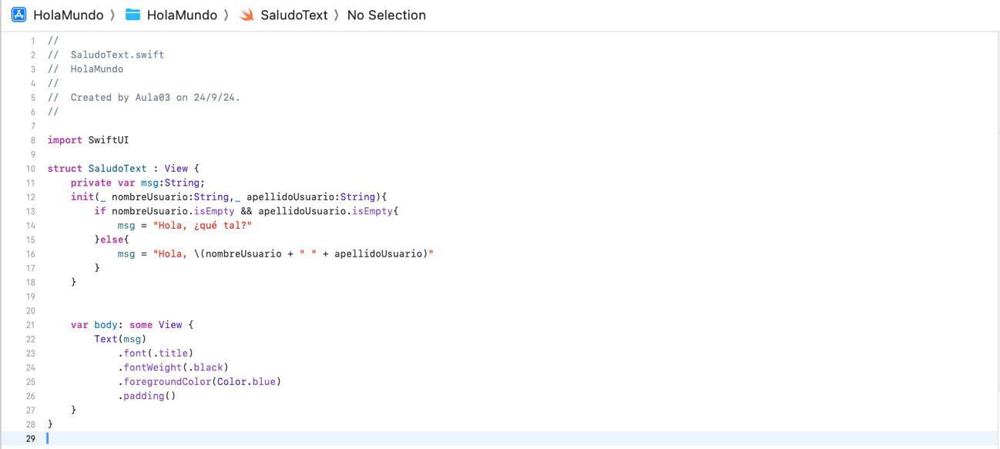 HolaMundo 〉 HolaMundo 〉 SaludoText 〉 No Selection
1 //
2 //  SaludoText.swift
3 //  HolaMundo
4 //
5 //  Created by Aula03 on 24/9/24.
6 //
7
8 import SwiftUI
9
10 struct SaludoText : View {
11     private var msg:String;
12     init(_ nombreUsuario:String,_ apellidoUsuario:String){
13         if nombreUsuario.isEmpty && apellidoUsuario.isEmpty{
14             msg = "Hola, ¿qué tal?"
15         }else{
16             msg = "Hola, \(nombreUsuario + " " + apellidoUsuario)"
17         }
18     }
19
20
21     var body: some View {
22         Text(msg)
23             .font(.title)
24             .fontWeight(.black)
25             .foregroundColor(Color.blue)
26             .padding()
27     }
28 }
29